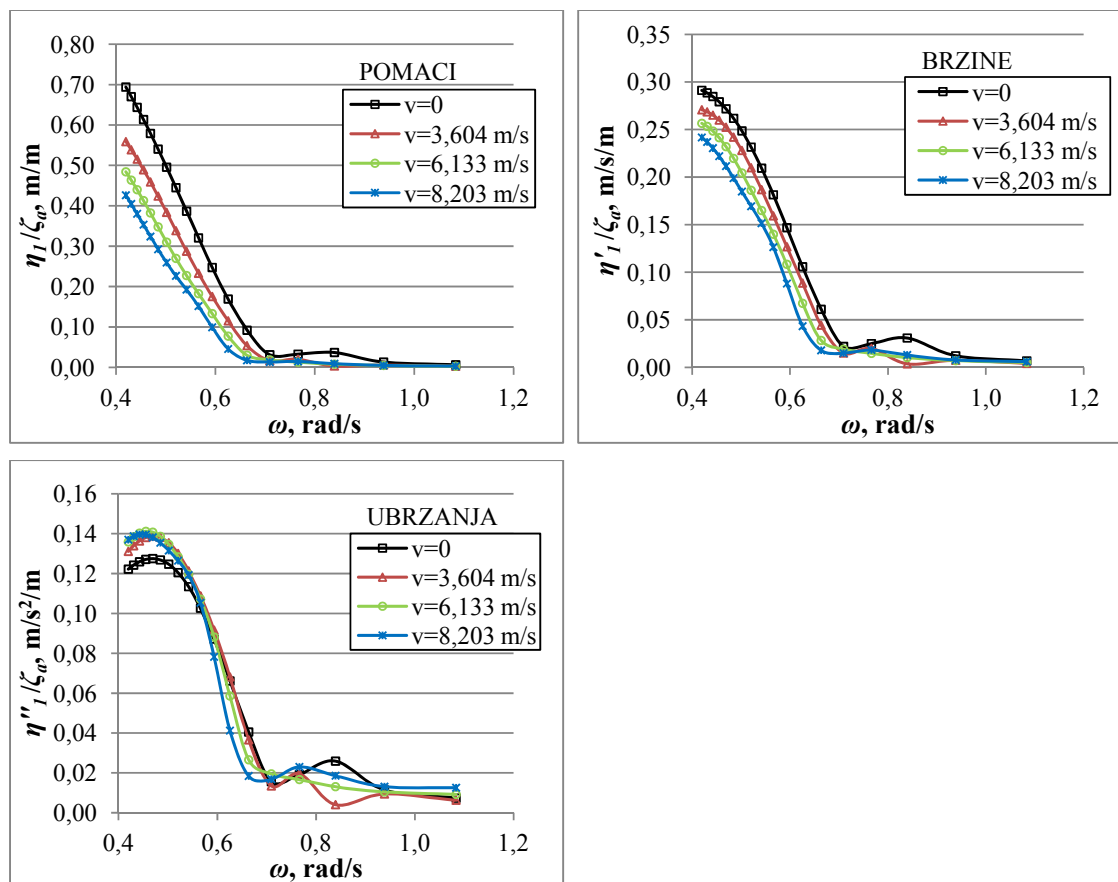 POMACI
v=0
v=3,604 m/s
v=6,133 m/s
v=8,203 m/s
0,80
0,70
0,60
0,50
0,40
0,30
0,20
0,10
0,00
η₁/ζₐ, m/m
0,4 0,6 0,8 1,0 1,2
ω, rad/s
BRZINE
v=0
v=3,604 m/s
v=6,133 m/s
v=8,203 m/s
0,35
0,30
0,25
0,20
0,15
0,10
0,05
0,00
η'₁/ζₐ, m/s/m
0,4 0,6 0,8 1,0 1,2
ω, rad/s
UBRZANJA
v=0
v=3,604 m/s
v=6,133 m/s
v=8,203 m/s
0,16
0,14
0,12
0,10
0,08
0,06
0,04
0,02
0,00
η''₁/ζₐ, m/s²/m
0,4 0,6 0,8 1,0 1,2
ω, rad/s